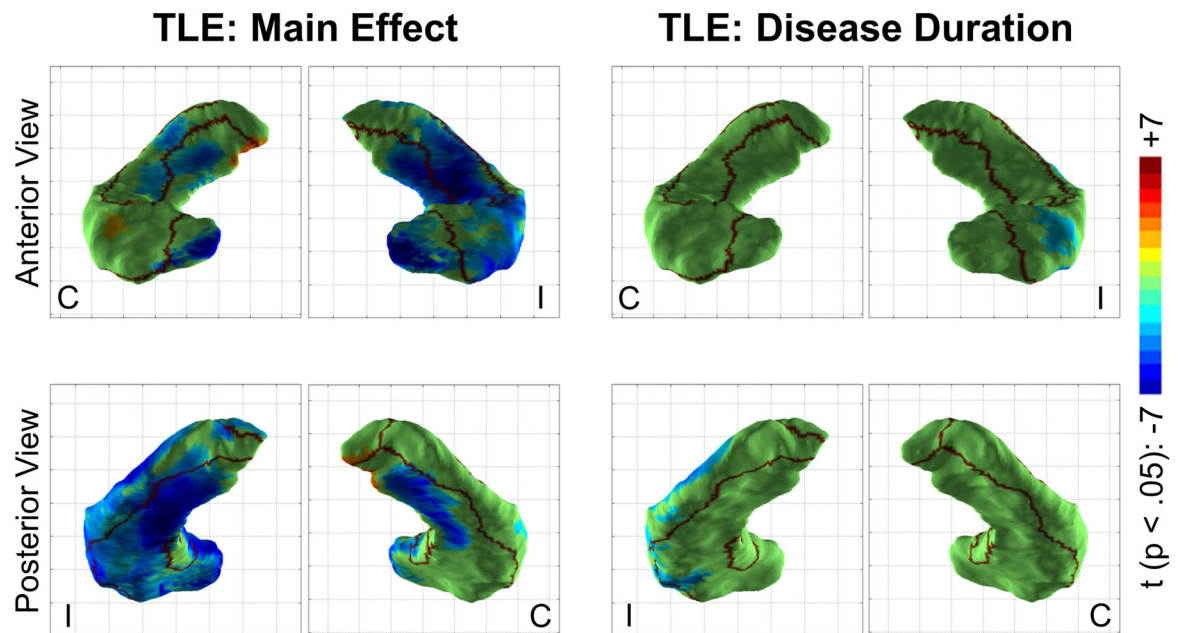 TLE: Main Effect
TLE: Disease Duration
Anterior View
C
I
C
I
Posterior View
I
C
I
C
t (p < .05): -7
+7